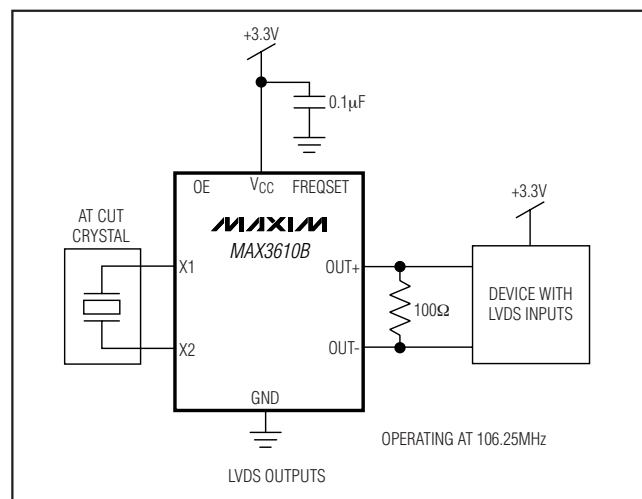 +3.3V
0.1µF
OE VCC FREQSET
MAXIM
MAX3610B
AT CUT
CRYSTAL
X1
X2
OUT+
OUT-
GND
100Ω
+3.3V
DEVICE WITH
LVDS INPUTS
OPERATING AT 106.25MHz
LVDS OUTPUTS